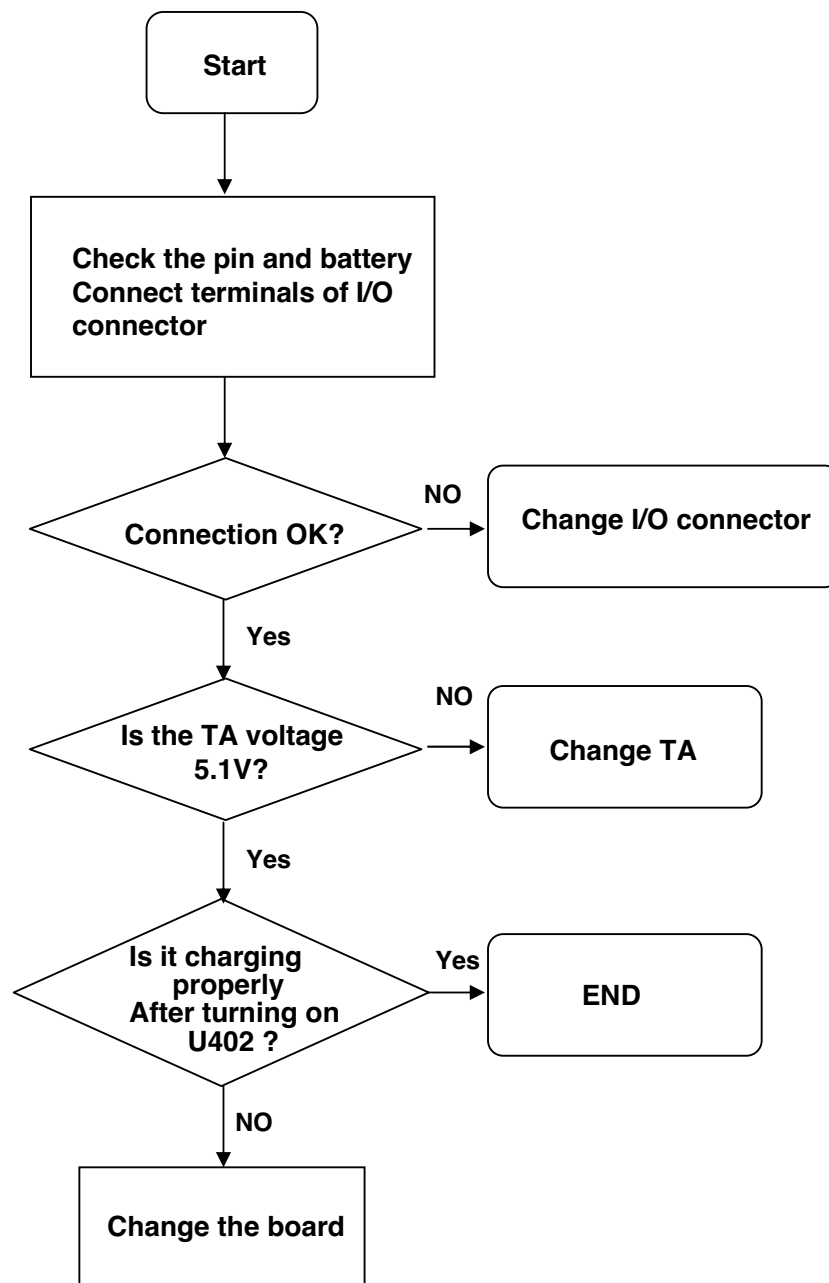 Start
Check the pin and battery
Connect terminals of I/O
connector
Connection OK?
NO
Change I/O connector
Yes
Is the TA voltage
5.1V?
NO
Change TA
Yes
Is it charging
properly
After turning on
U402 ?
Yes
END
NO
Change the board